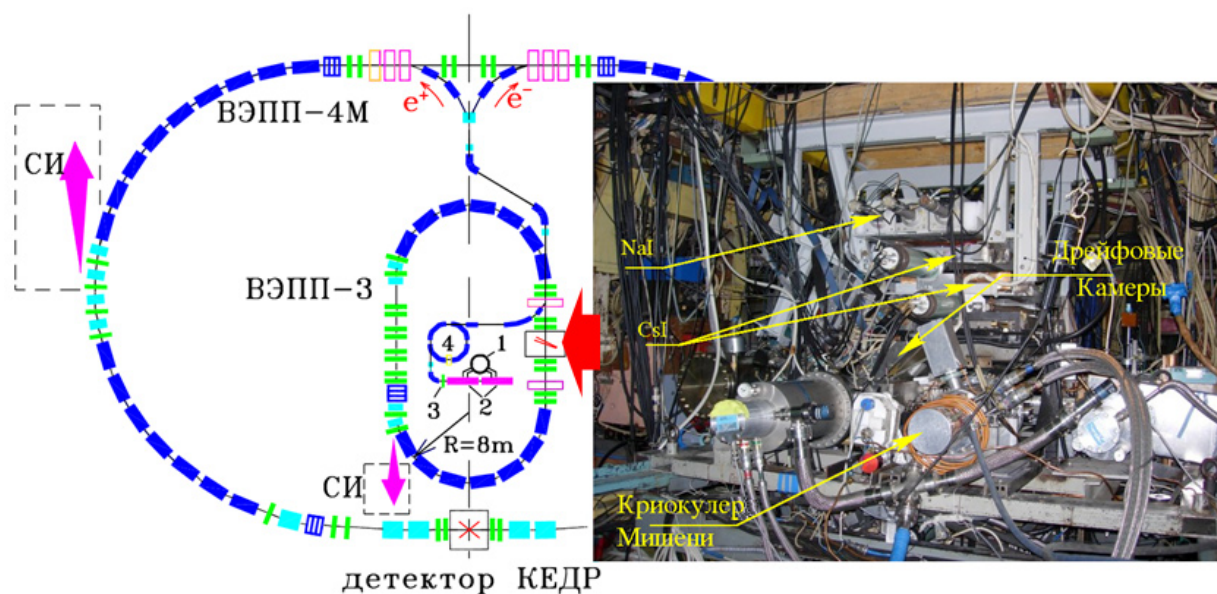 e⁺
e⁻
ВЭПП-4М
СИ
NaI
Дрейфовые
Камеры
ВЭПП-3
CsI
4
1
3
2
R=8m
СИ
Криокулер
Мишени
детектор КЕДР